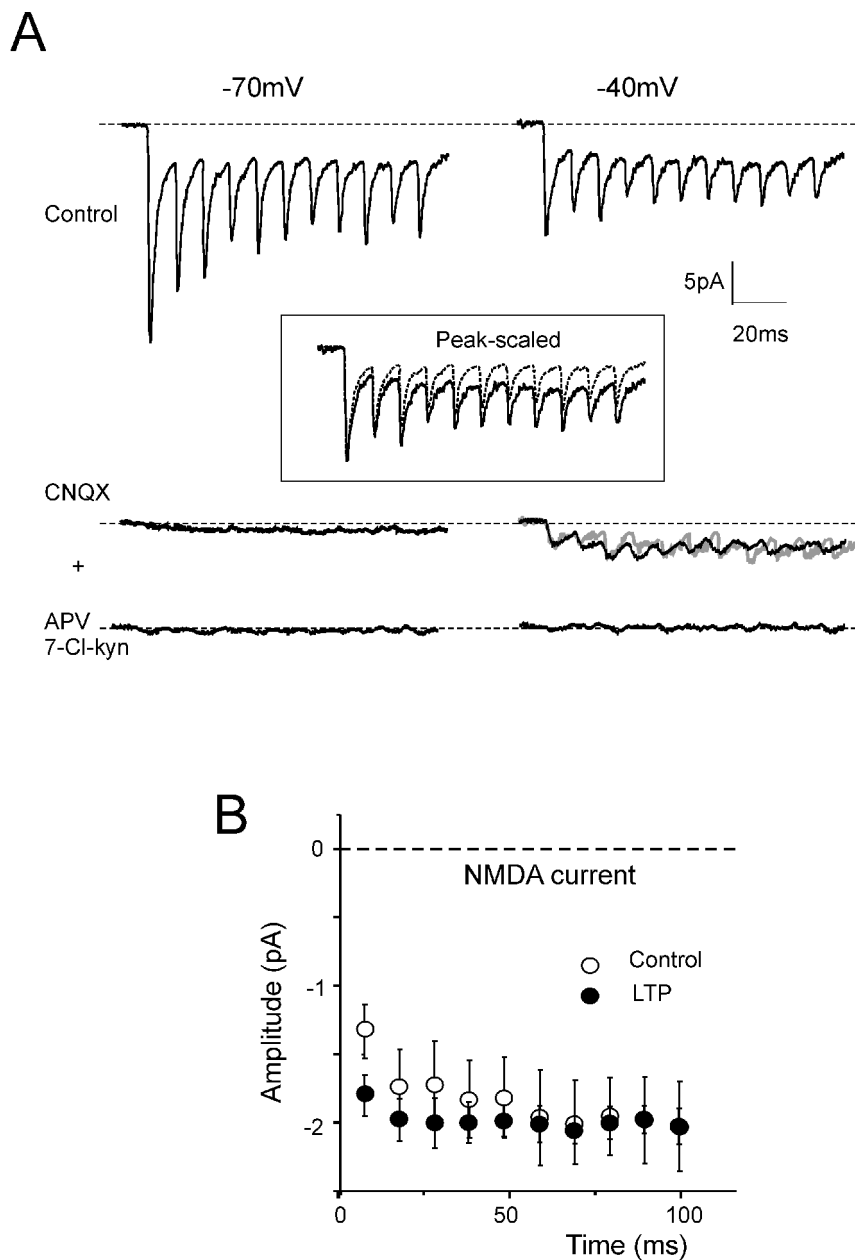 A
-70mV
-40mV
Control
5pA
20ms
Peak-scaled
CNQX
+
APV
7-Cl-kyn
B
0
NMDA current
Control
LTP
-1
-2
Amplitude (pA)
0
50
100
Time (ms)